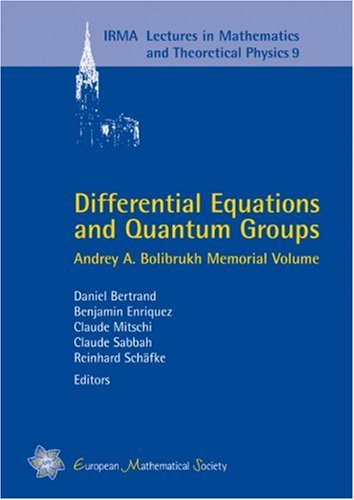 IRMA Lectures in Mathematics
and Theoretical Physics 9
Differential Equations
and Quantum Groups
Andrey A. Bolibrukh Memorial Volume
Daniel Bertrand
Benjamin Enriquez
Claude Mitschi
Claude Sabbah
Reinhard Schäfke
Editors
European Mathematical Society